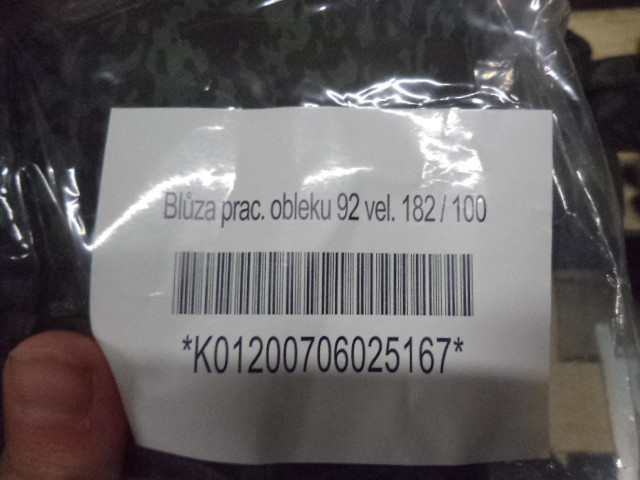 Blůza prac. obleku 92 vel. 182 / 100
*K01200706025167*